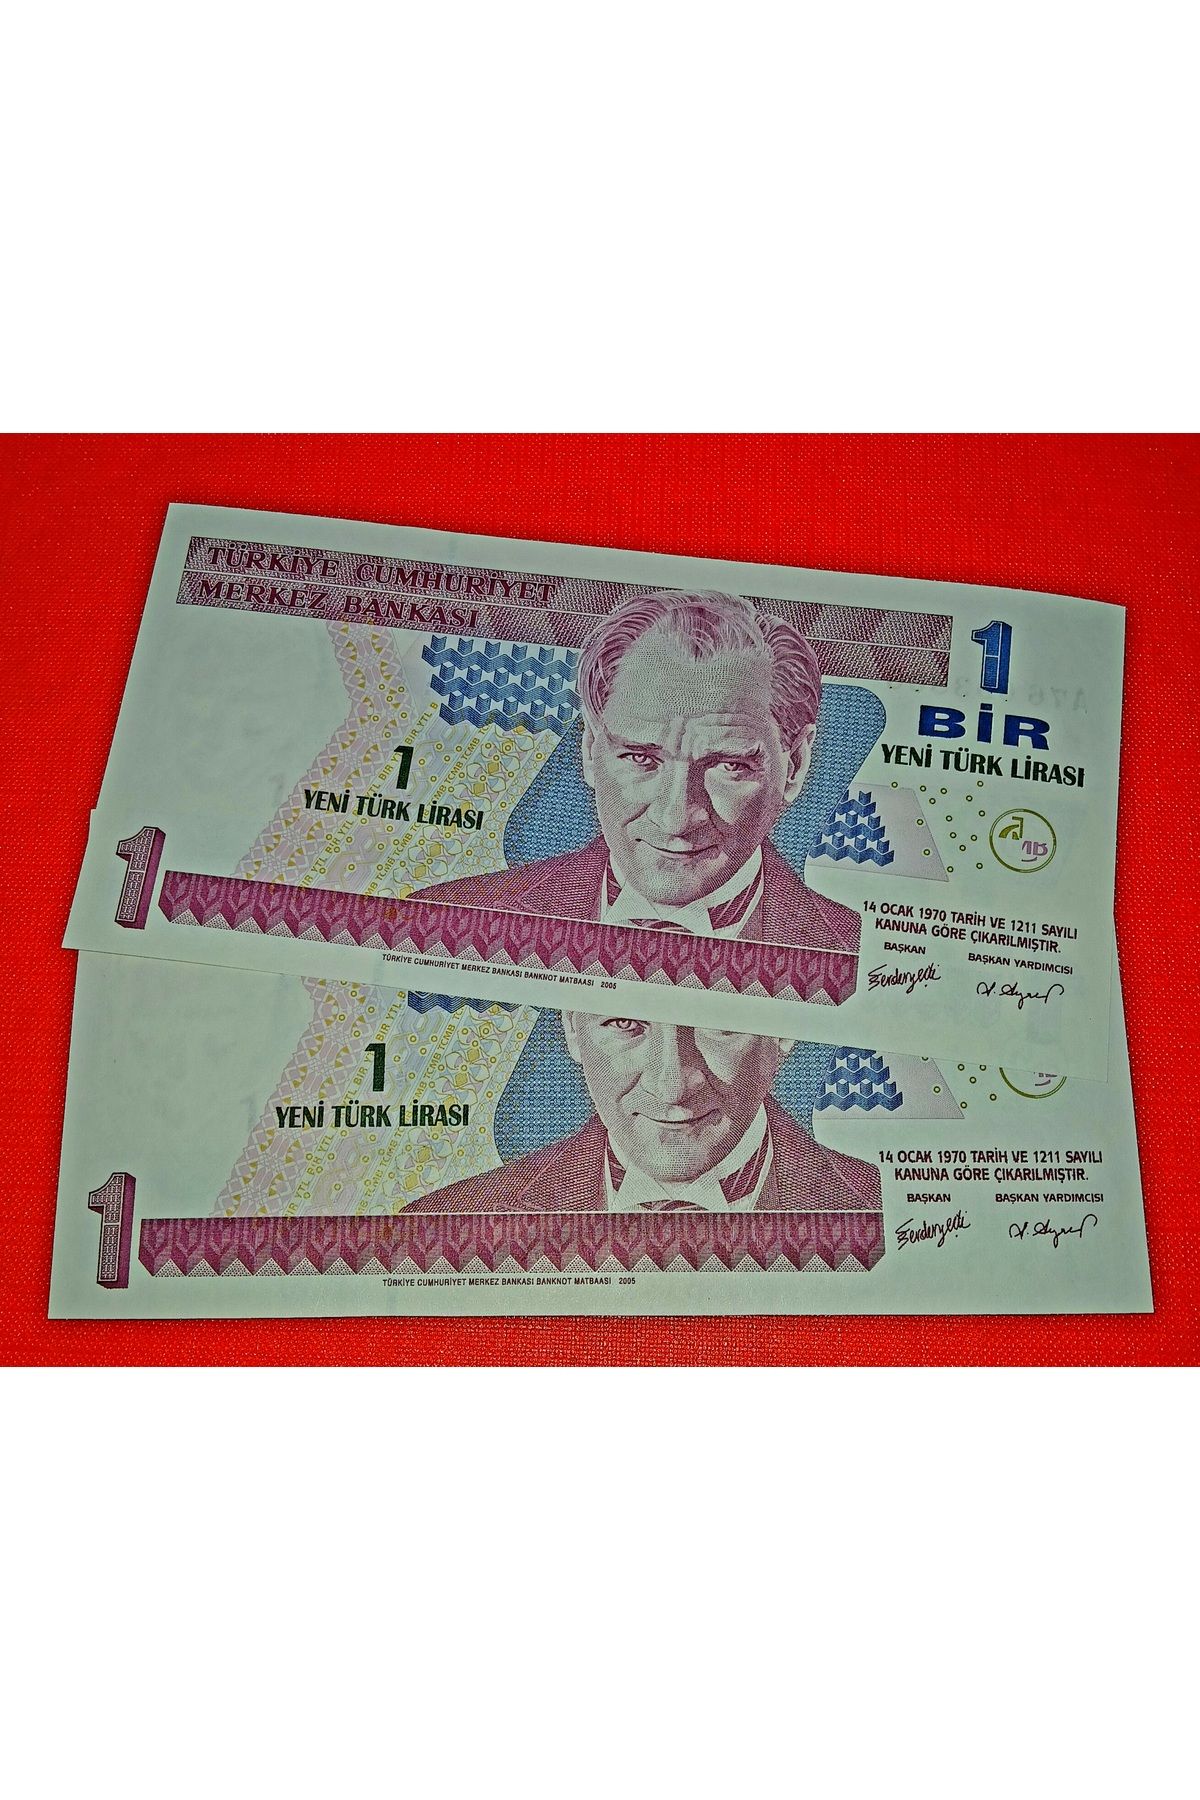 TÜRKİYE CUMHURİYET
MERKEZ BANKASI
1
BİR
YENİ TÜRK LİRASI
1
YENİ TÜRK LİRASI
1
14 OCAK 1970 TARİH VE 1211 SAYILI
KANUNA GÖRE ÇIKARILMIŞTIR.
BAŞKAN
BAŞKAN YARDIMCISI
TÜRKİYE CUMHURİYET MERKEZ BANKASI BANKNOT MATBAASI 2005
1
YENİ TÜRK LİRASI
1
14 OCAK 1970 TARİH VE 1211 SAYILI
KANUNA GÖRE ÇIKARILMIŞTIR.
BAŞKAN
BAŞKAN YARDIMCISI
TÜRKİYE CUMHURİYET MERKEZ BANKASI BANKNOT MATBAASI 2005